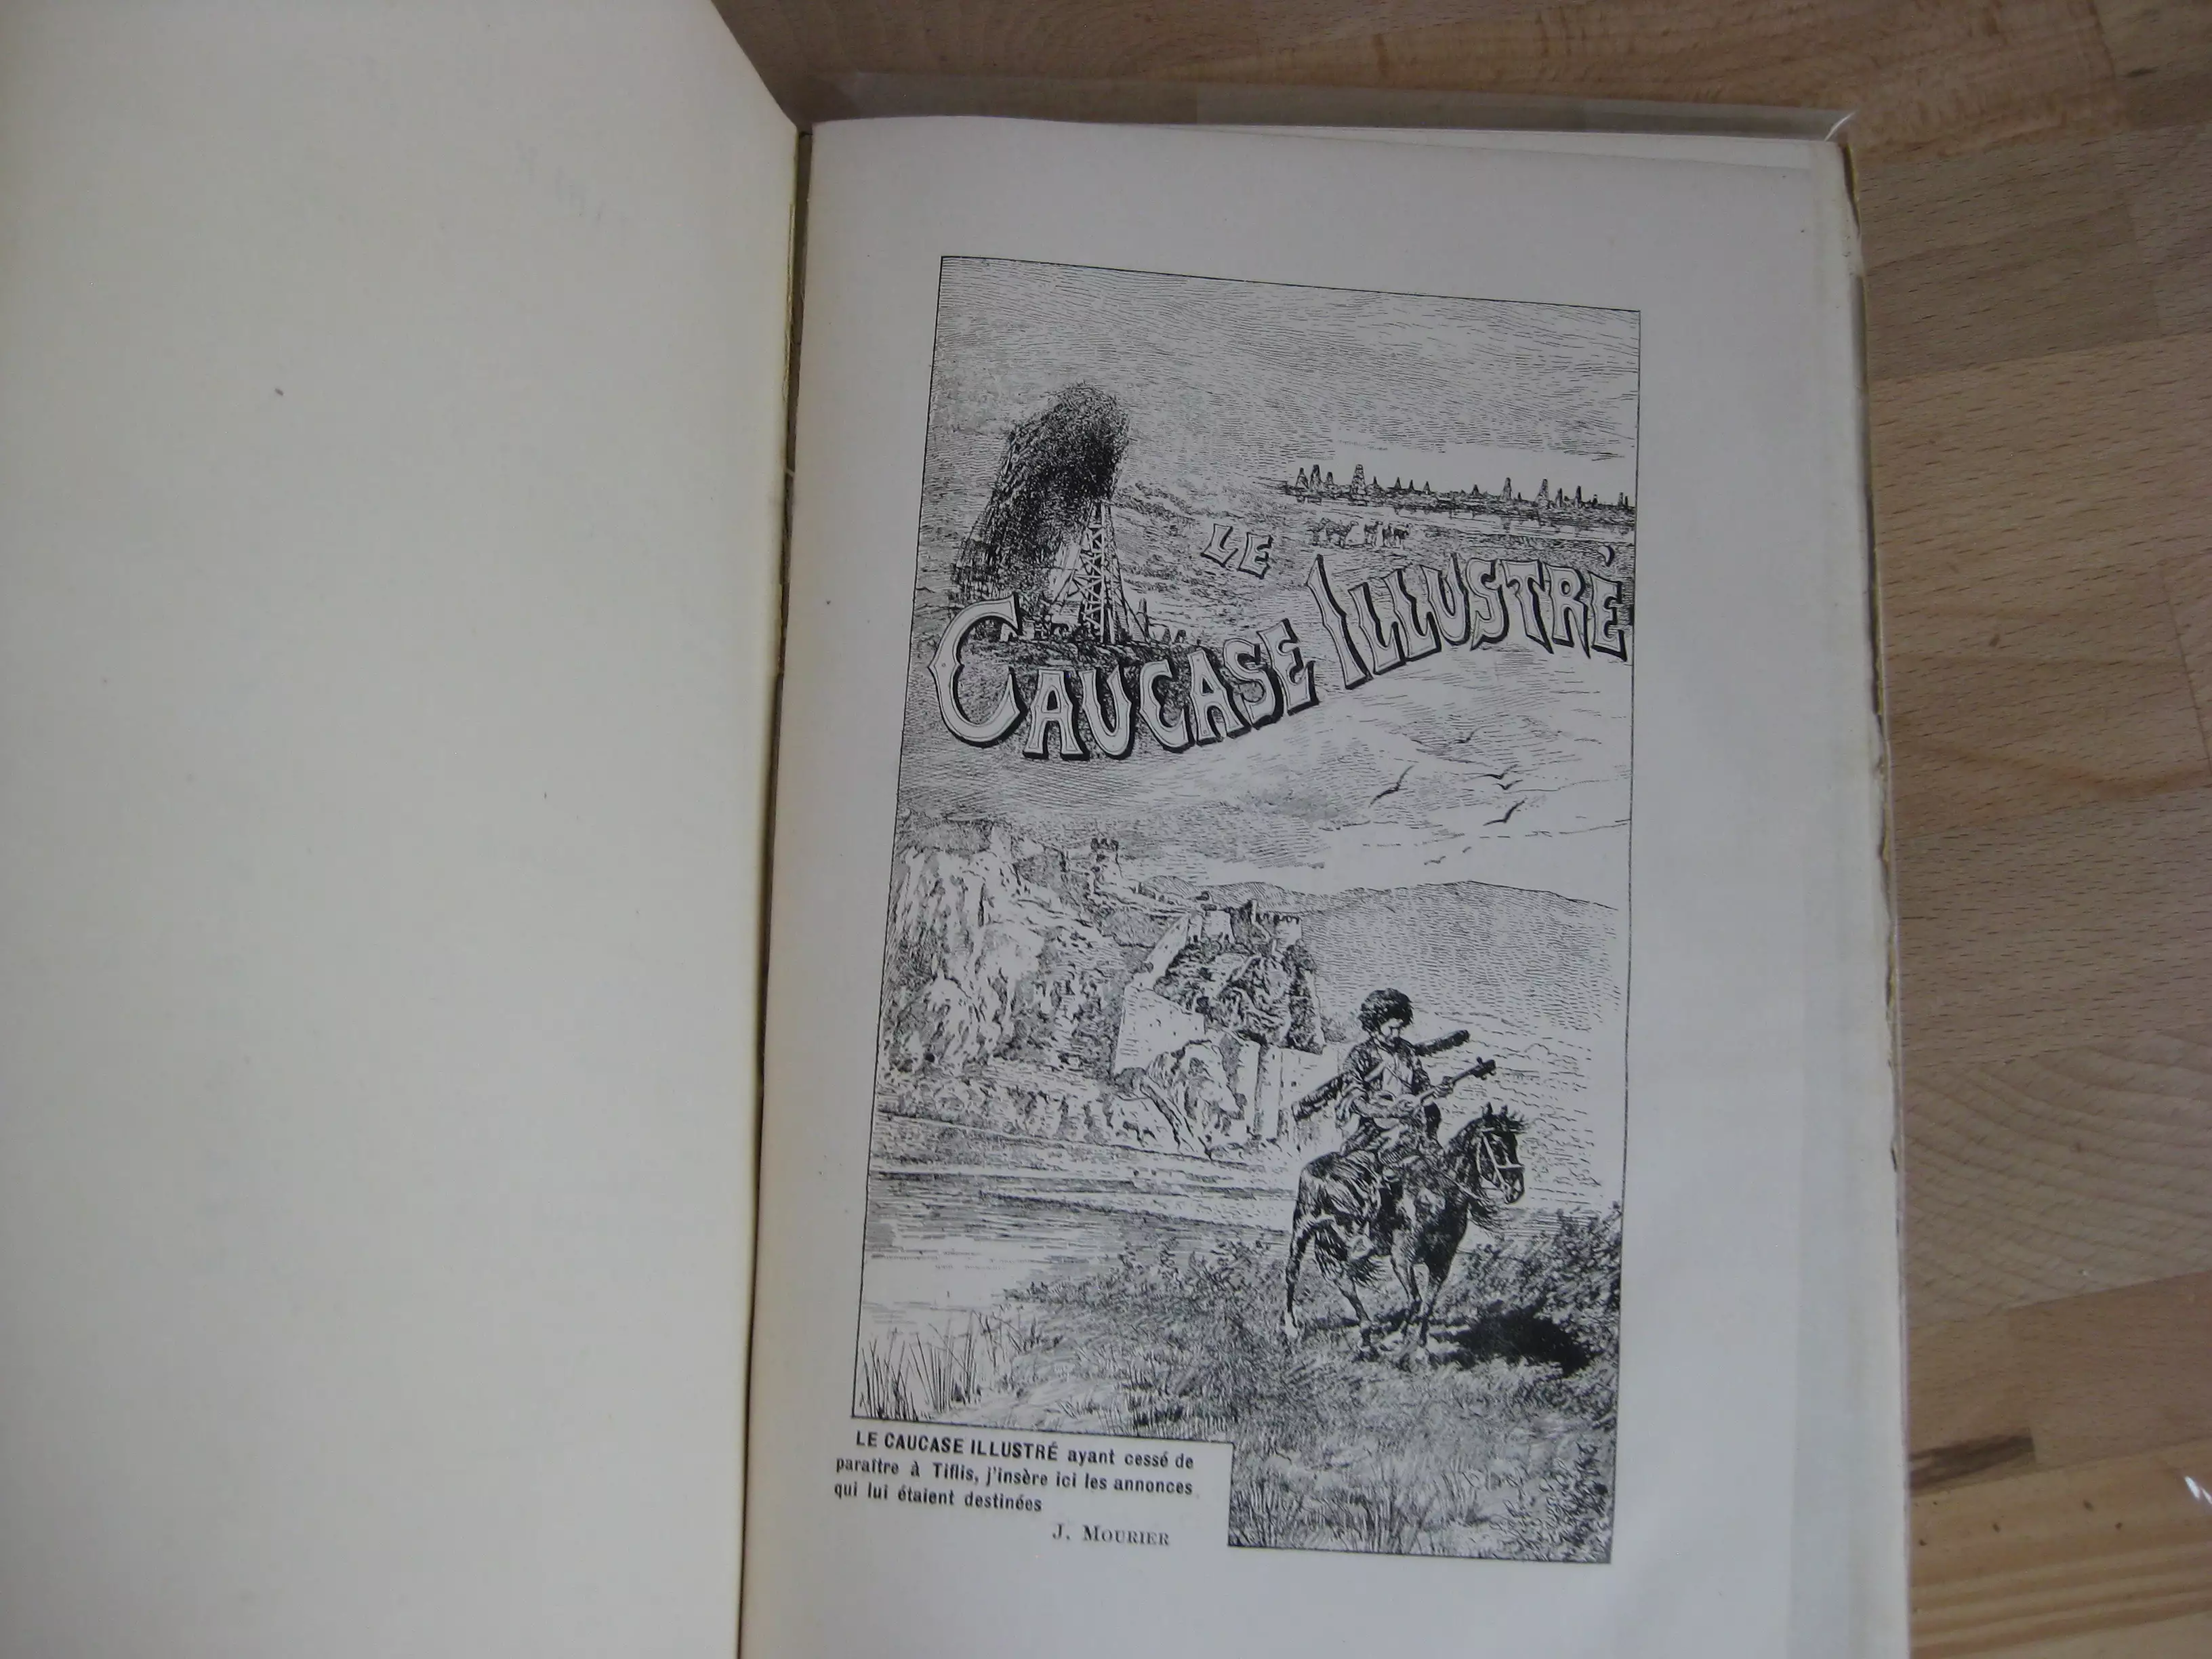 LE
CAUCASE ILLUSTRÉ
LE CAUCASE ILLUSTRÉ ayant cessé de
paraître à Tiflis, j'insère ici les annonces
qui lui étaient destinées
J. MOURIER